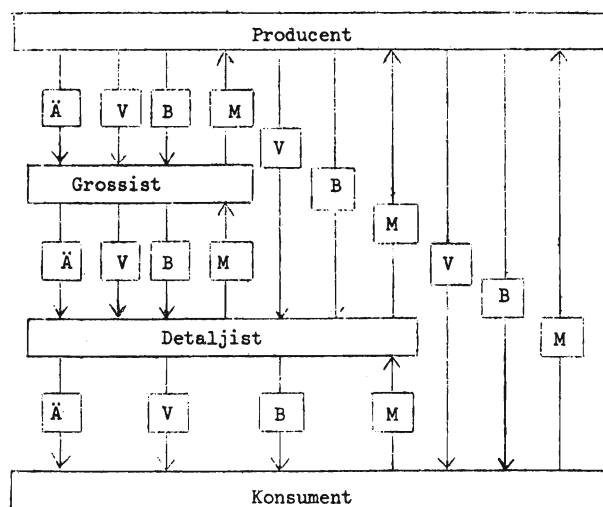 Producent
Ä V B M
V
B
Grossist
M
Ä V B M
V
B
Detaljist
M
Ä V B M
Konsument